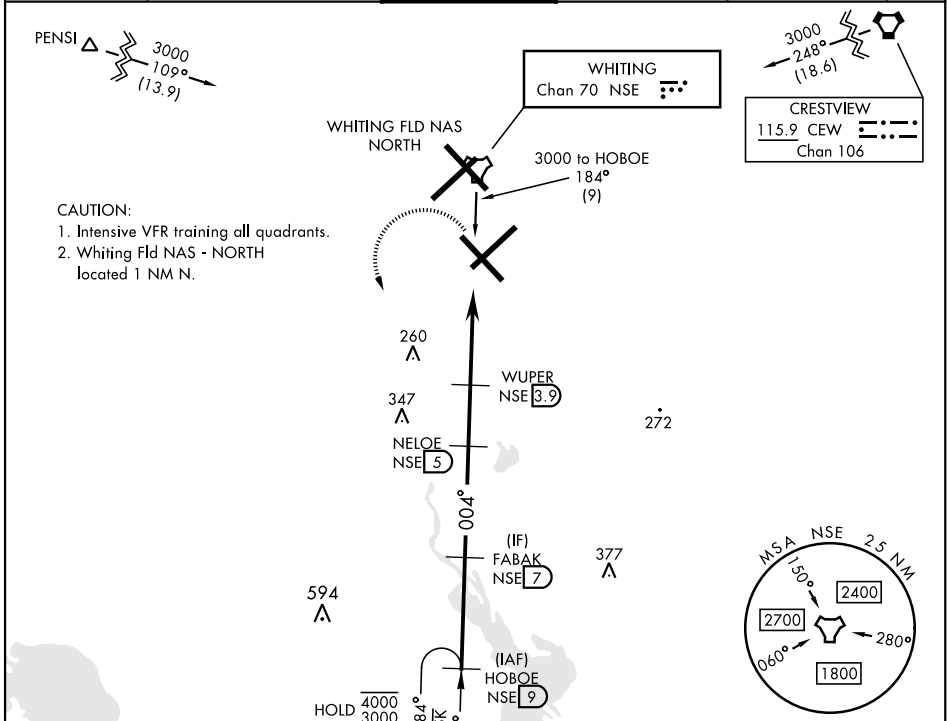 PENSI
3000
109°
(13.9)
WHITING
Chan 70 NSE
3000
248°
(18.6)
CRESTVIEW
115.9 CEW
Chan 106
WHITING FLD NAS
NORTH
3000 to HOBOE
184°
(9)
CAUTION:
1. Intensive VFR training all quadrants.
2. Whiting Fld NAS - NORTH
located 1 NM N.
260
WUPER
NSE 3.9
347
272
NELOE
NSE 5
004°
(IF)
FABAK
NSE 7
377
594
MSA NSE 25 NM
150°
2400
2700
280°
060°
1800
(IAF)
HOBOE
NSE 9
HOLD 4000
3000